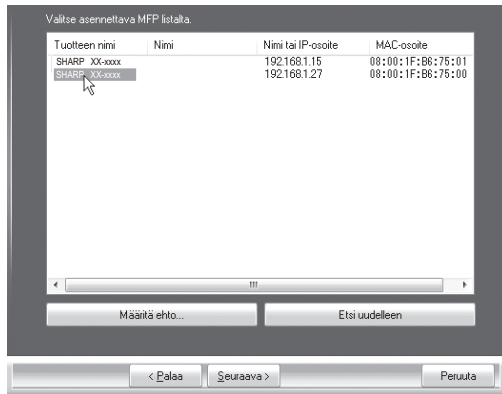 Valitse asennettava MFP listalta.
Tuotteen nimi Nimi Nimi tai IP-osoite MAC-osoite
SHARP XX-xxxx 192.168.1.15 08:00:1F:B6:75:01
SHARP XX-xxxx 192.168.1.27 08:00:1F:B6:75:00
Määritä ehto... Etsi uudelleen
< Palaa Seuraava > Peruuta